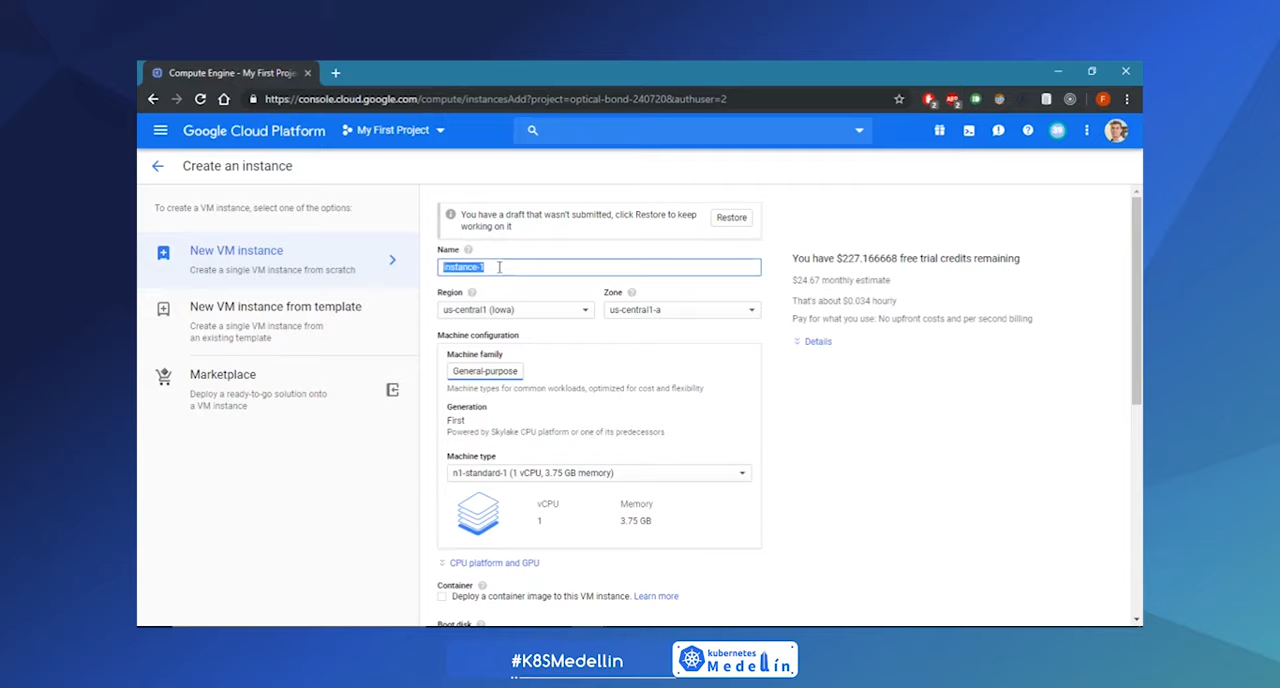 Compute Engine - My First Proje
https://console.cloud.google.com/compute/instancesAdd?project=optical-bond-240720&authuser=2
Google Cloud Platform
My First Project
Create an instance
To create a VM instance, select one of the options:
New VM instance
Create a single VM instance from scratch
New VM instance from template
Create a single VM instance from
an existing template
Marketplace
Deploy a ready-to-go solution onto
a VM instance
You have a draft that wasn't submitted, click Restore to keep
working on it
Restore
Name
instance-1
Region
Zone
us-central1 (Iowa)
us-central1-a
Machine configuration
Machine family
General-purpose
Machine types for common workloads, optimized for cost and flexibility
Generation
First
Powered by Skylake CPU platform or one of its predecessors
Machine type
n1-standard-1 (1 vCPU, 3.75 GB memory)
vCPU
Memory
1
3.75 GB
CPU platform and GPU
Container
Deploy a container image to this VM instance. Learn more
Boot disk
You have $227.166668 free trial credits remaining
$24.67 monthly estimate
That's about $0.034 hourly
Pay for what you use: No upfront costs and per second billing
Details
#K8SMedellin
kubernetes
Medellín